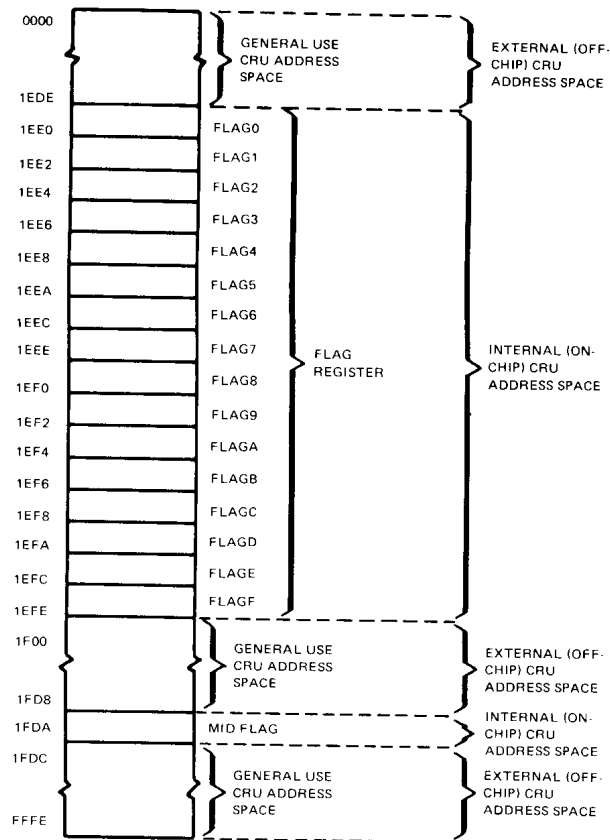 0000
GENERAL USE
CRU ADDRESS
SPACE
EXTERNAL (OFF-
CHIP) CRU
ADDRESS SPACE
1EDE
1EE0
FLAG0
1EE2
FLAG1
1EE4
FLAG2
1EE6
FLAG3
1EE8
FLAG4
1EEA
FLAG5
1EEC
FLAG6
1EEE
FLAG7
FLAG
REGISTER
INTERNAL (ON-
CHIP) CRU
ADDRESS SPACE
1EF0
FLAG8
1EF2
FLAG9
1EF4
FLAGA
1EF6
FLAGB
1EF8
FLAGC
1EFA
FLAGD
1EFC
FLAGE
1EFE
FLAGF
1F00
GENERAL USE
CRU ADDRESS
SPACE
EXTERNAL (OFF-
CHIP) CRU
ADDRESS SPACE
1FD8
1FDA
MID FLAG
INTERNAL (ON-
CHIP) CRU
ADDRESS SPACE
1FDC
GENERAL USE
CRU ADDRESS
SPACE
EXTERNAL (OFF-
CHIP) CRU
ADDRESS SPACE
FFFE